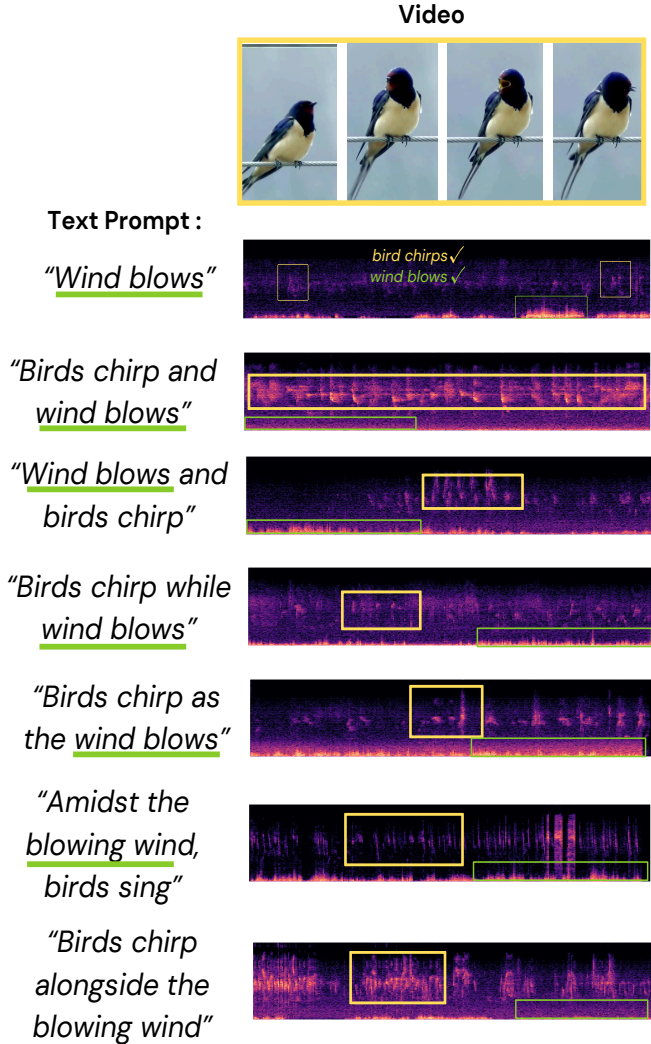 Video
Text Prompt :
“Wind blows”
bird chirps ✓
wind blows ✓
“Birds chirp and
wind blows”
“Wind blows and
birds chirp”
“Birds chirp while
wind blows”
“Birds chirp as
the wind blows”
“Amidst the
blowing wind,
birds sing”
“Birds chirp
alongside the
blowing wind”